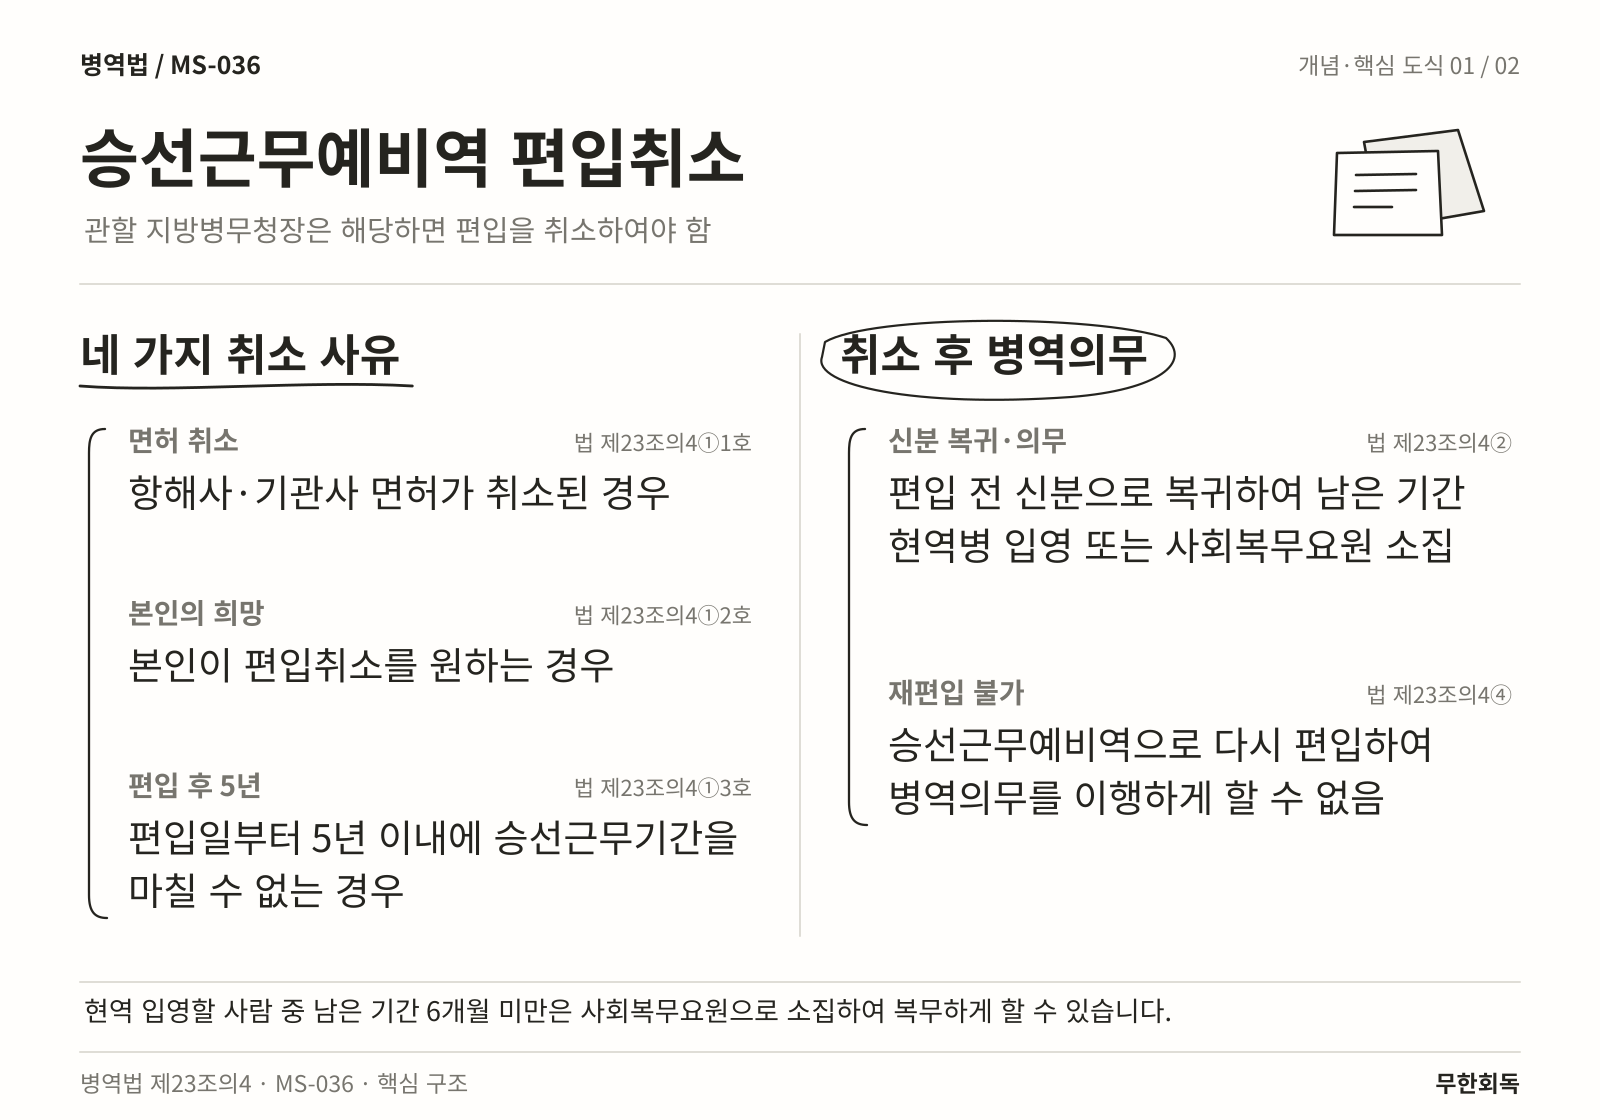 병역법 / MS-036
개념·핵심 도식 01 / 02
승선근무예비역 편입취소
관할 지방병무청장은 해당하면 편입을 취소하여야 함
네 가지 취소 사유
면허 취소
법 제23조의4①1호
항해사·기관사 면허가 취소된 경우
본인의 희망
법 제23조의4①2호
본인이 편입취소를 원하는 경우
편입 후 5년
법 제23조의4①3호
편입일부터 5년 이내에 승선근무기간을
마칠 수 없는 경우
취소 후 병역의무
신분 복귀·의무
법 제23조의4②
편입 전 신분으로 복귀하여 남은 기간
현역병 입영 또는 사회복무요원 소집
재편입 불가
법 제23조의4④
승선근무예비역으로 다시 편입하여
병역의무를 이행하게 할 수 없음
현역 입영할 사람 중 남은 기간 6개월 미만은 사회복무요원으로 소집하여 복무하게 할 수 있습니다.
병역법 제23조의4 · MS-036 · 핵심 구조
무한회독